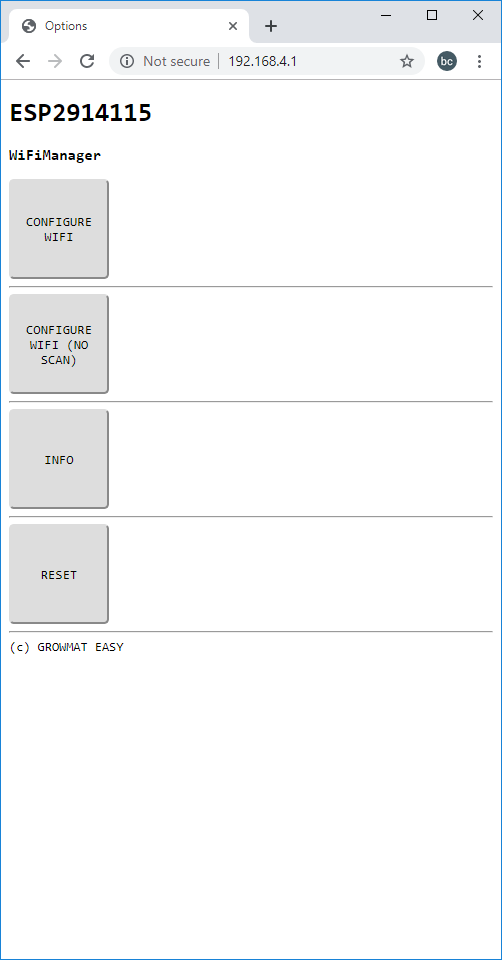 Options
Not secure
192.168.4.1
bc
ESP2914115
WiFiManager
CONFIGURE
WIFI
CONFIGURE
WIFI (NO
SCAN)
INFO
RESET
(c) GROWMAT EASY